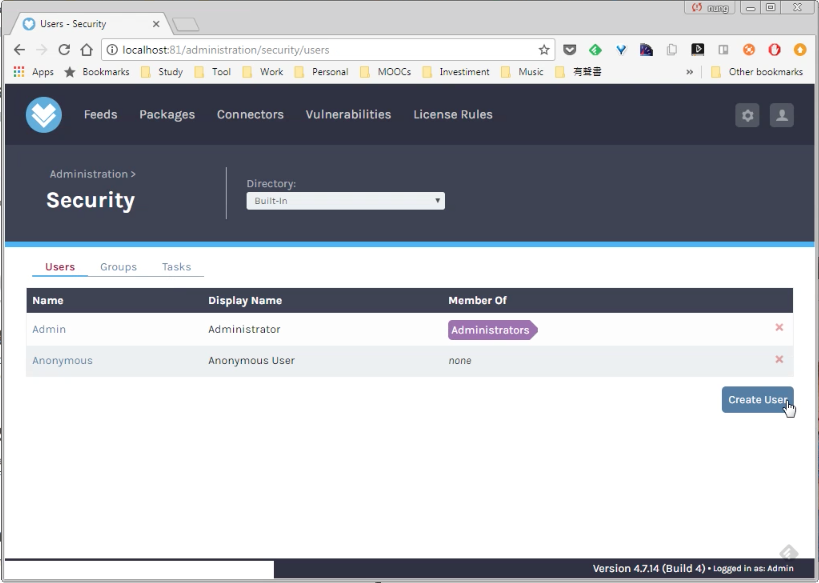 nung
Users - Security
localhost:81/administration/security/users
Apps Bookmarks Study Tool Work Personal MOOCs Investiment Music 有聲書 » Other bookmarks
Feeds Packages Connectors Vulnerabilities License Rules
Administration >
Security
Directory:
Built-In
Users Groups Tasks
Name Display Name Member Of
Admin Administrator Administrators
Anonymous Anonymous User none
Create User
Version 4.7.14 (Build 4) • Logged in as: Admin